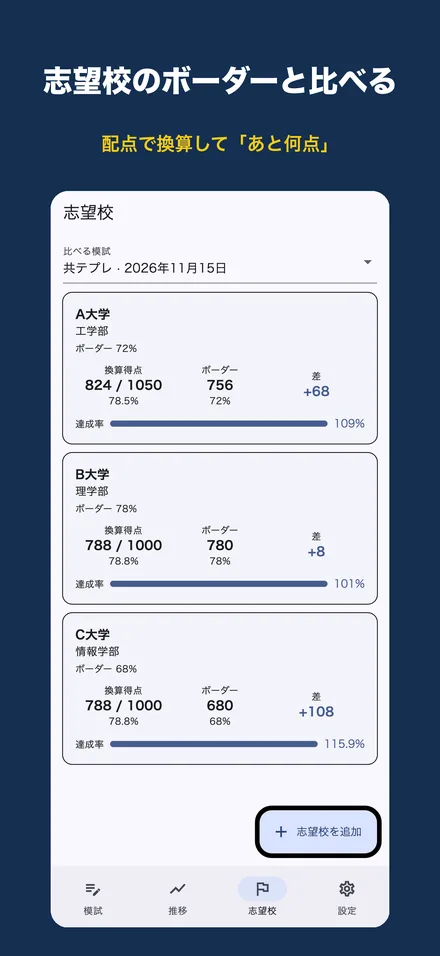 志望校のボーダーと比べる
配点で換算して「あと何点」
志望校
比べる模試
共テプレ · 2026年11月15日
A大学
工学部
ボーダー 72%
換算得点 ボーダー 差
824 / 1050 756 +68
78.5% 72%
達成率 109%
B大学
理学部
ボーダー 78%
換算得点 ボーダー 差
788 / 1000 780 +8
78.8% 78%
達成率 101%
C大学
情報学部
ボーダー 68%
換算得点 ボーダー 差
788 / 1000 680 +108
78.8% 68%
達成率 115.9%
+ 志望校を追加
模試 推移 志望校 設定